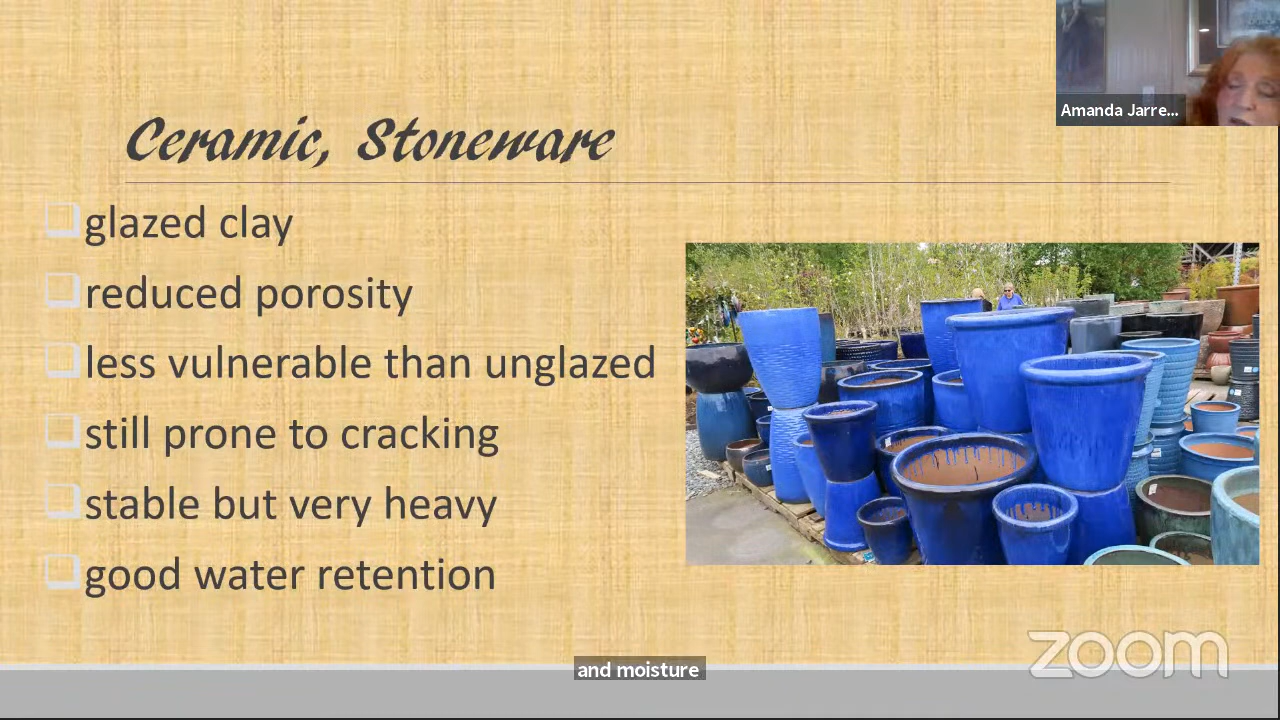 Amanda Jarre...
Ceramic, Stoneware
glazed clay
reduced porosity
less vulnerable than unglazed
still prone to cracking
stable but very heavy
good water retention
zoom
and moisture